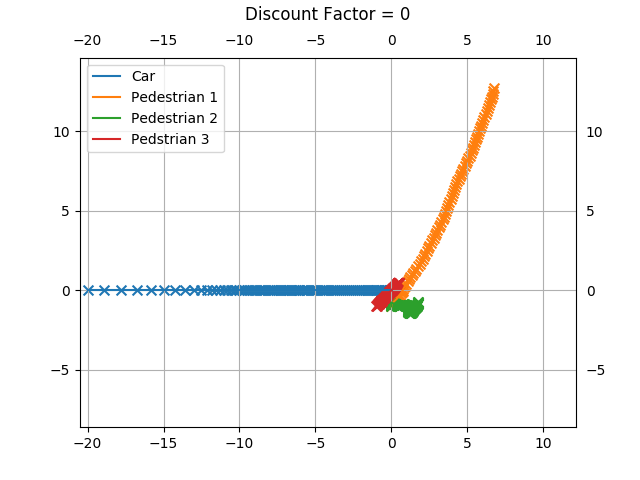 Discount Factor = 0
−20 −15 −10 −5 0 5 10
Car
Pedestrian 1
Pedestrian 2
Pedstrian 3
10 10
5 5
0 0
−5 −5
−20 −15 −10 −5 0 5 10